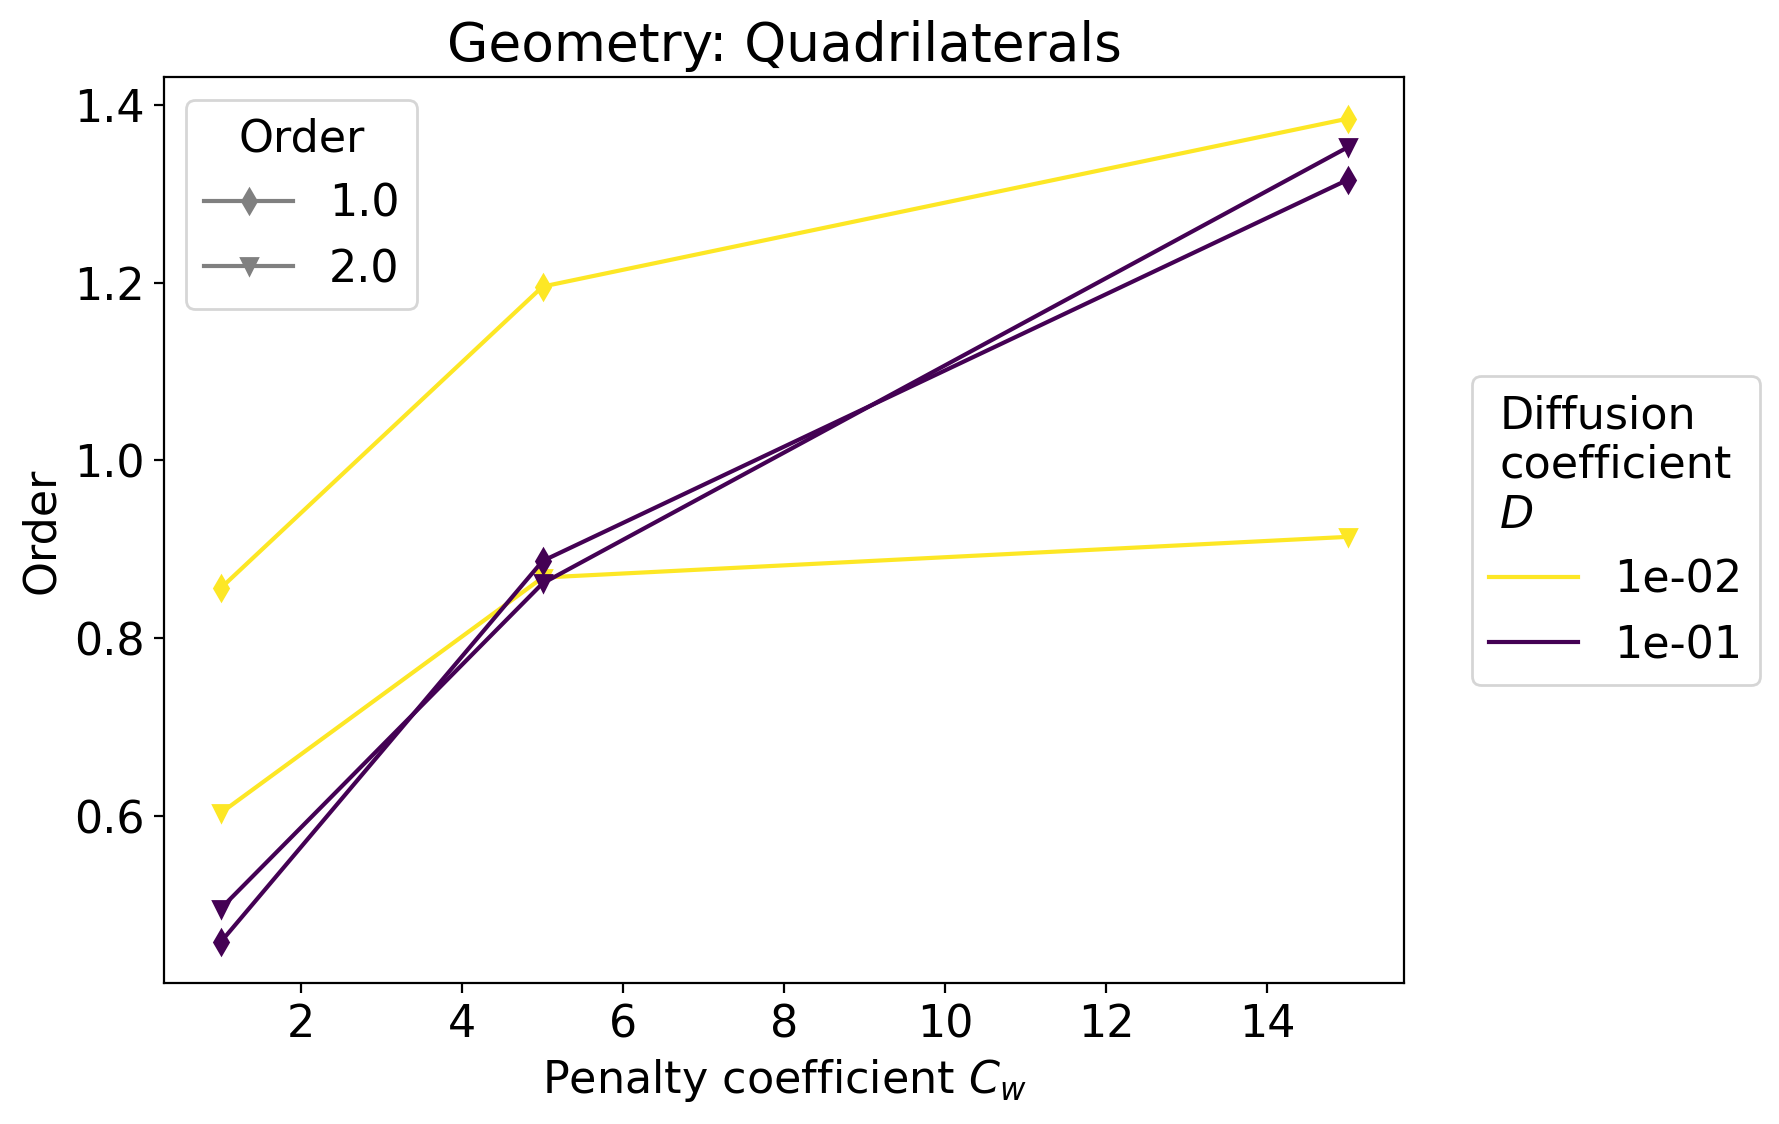 Geometry: Quadrilaterals
Order
1.0
2.0
1.4
1.2
1.0
0.8
0.6
Order
2 4 6 8 10 12 14
Penalty coefficient C_w
Diffusion
coefficient
D
1e-02
1e-01